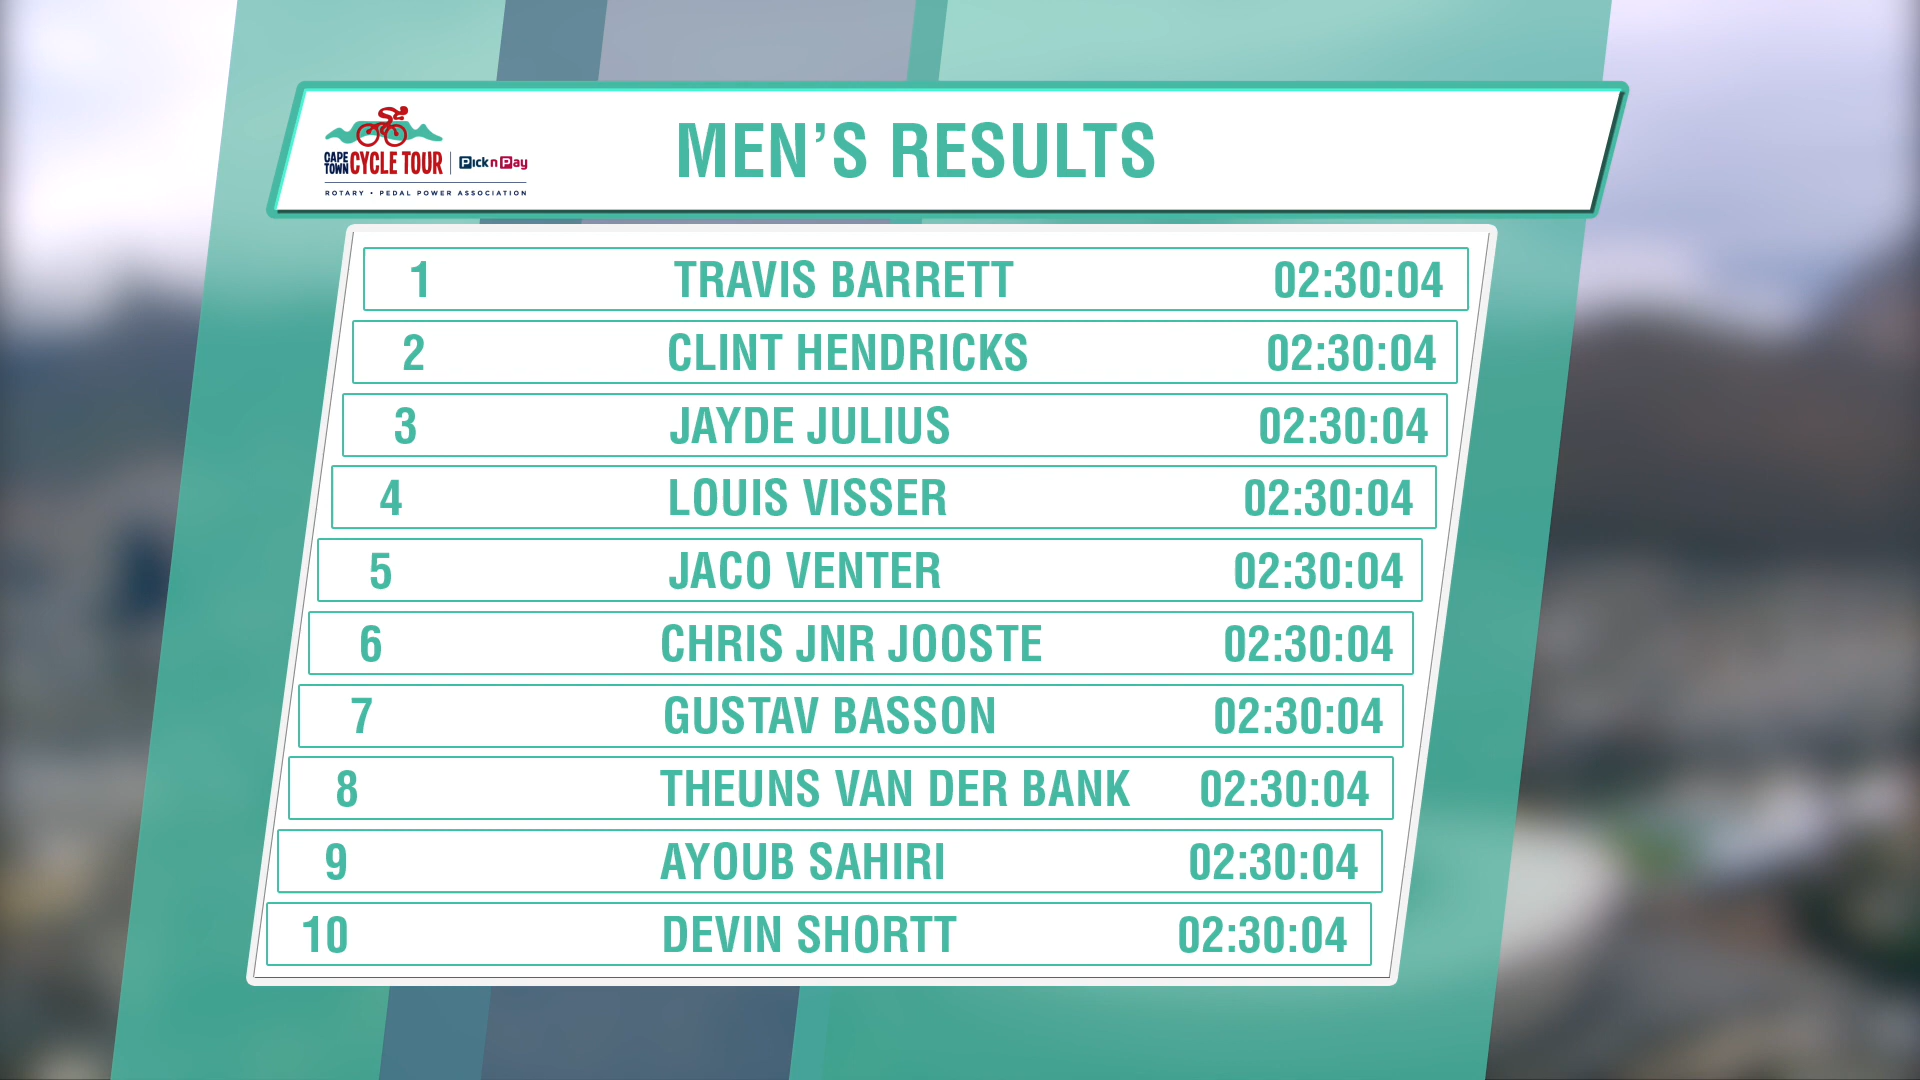 CAPE TOWN CYCLE TOUR | Pick n Pay
ROTARY • PEDAL POWER ASSOCIATION
MEN'S RESULTS
1 TRAVIS BARRETT 02:30:04
2 CLINT HENDRICKS 02:30:04
3 JAYDE JULIUS 02:30:04
4 LOUIS VISSER 02:30:04
5 JACO VENTER 02:30:04
6 CHRIS JNR JOOSTE 02:30:04
7 GUSTAV BASSON 02:30:04
8 THEUNS VAN DER BANK 02:30:04
9 AYOUB SAHIRI 02:30:04
10 DEVIN SHORTT 02:30:04